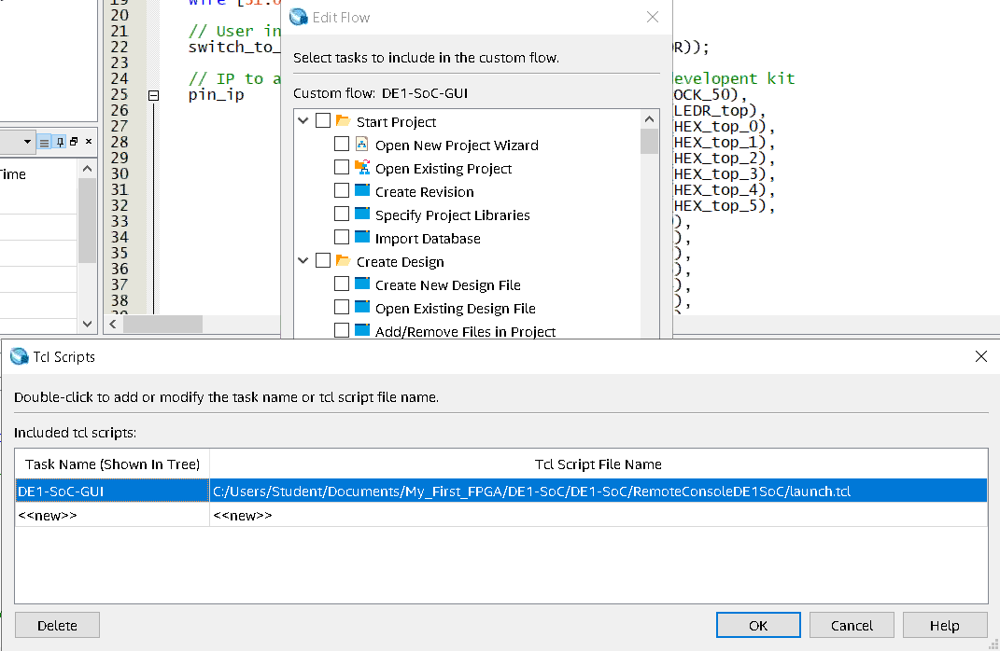 19
20
21 // User in
22 switch_to_ R));
23
24 // IP to a evelopent kit
25 pin_ip OCK_50),
26 LEDR_top),
27 HEX_top_0),
28 HEX_top_1),
29 HEX_top_2),
30 HEX_top_3),
31 HEX_top_4),
32 HEX_top_5),
33 ),
34 ),
35 ),
36 ),
37 ),
38 ),
Time
Edit Flow
Select tasks to include in the custom flow.
Custom flow: DE1-SoC-GUI
Start Project
Open New Project Wizard
Open Existing Project
Create Revision
Specify Project Libraries
Import Database
Create Design
Create New Design File
Open Existing Design File
Add/Remove Files in Project
Tcl Scripts
Double-click to add or modify the task name or tcl script file name.
Included tcl scripts:
Task Name (Shown In Tree) Tcl Script File Name
DE1-SoC-GUI C:/Users/Student/Documents/My_First_FPGA/DE1-SoC/DE1-SoC/RemoteConsoleDE1SoC/launch.tcl
<<new>> <<new>>
Delete OK Cancel Help